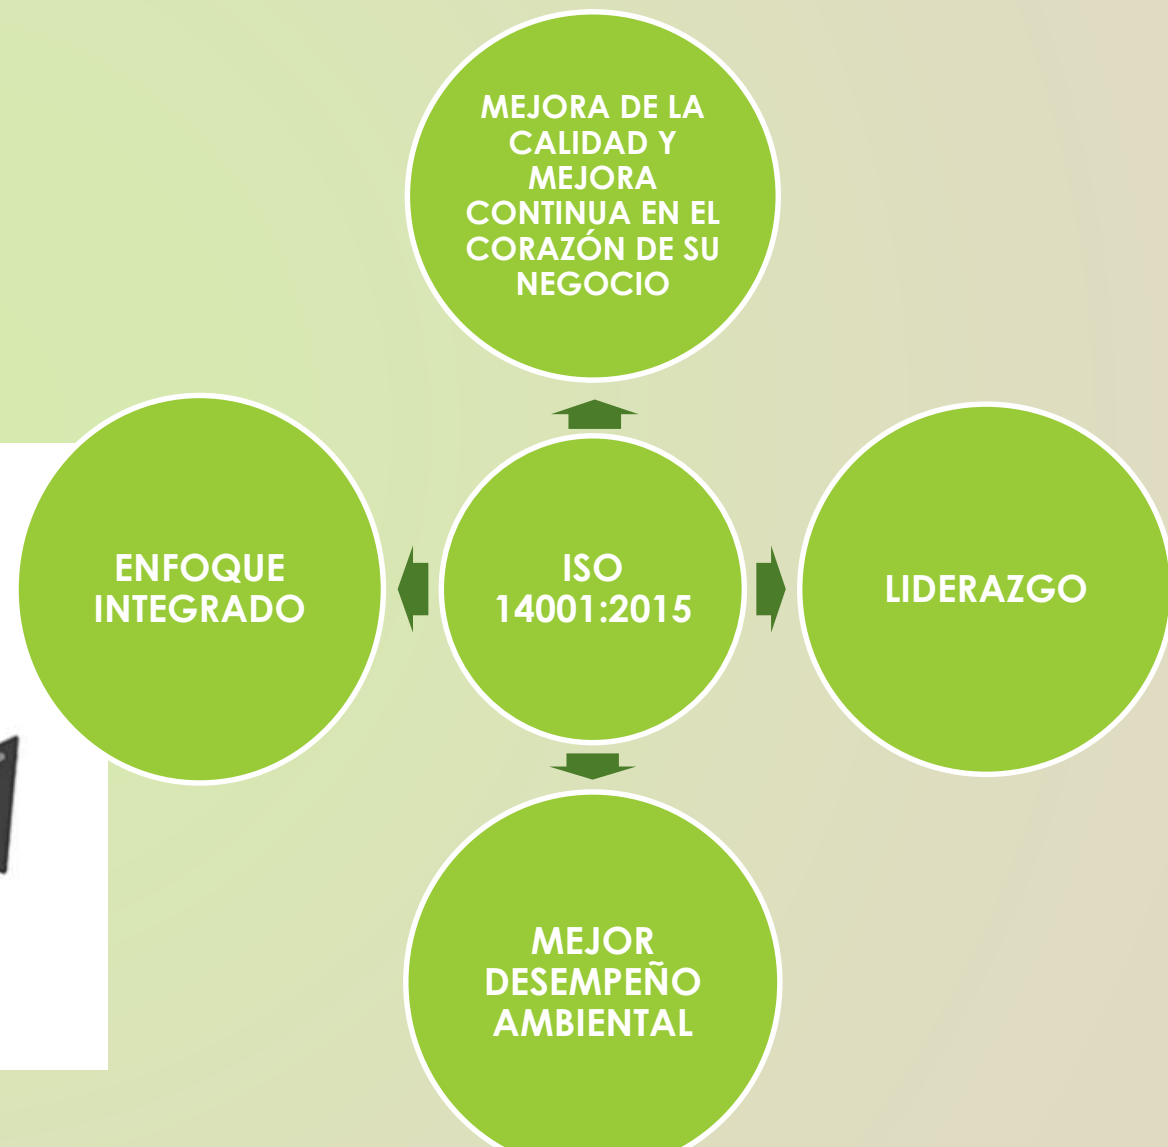 MEJORA DE LA
CALIDAD Y
MEJORA
CONTINUA EN EL
CORAZÓN DE SU
NEGOCIO
ENFOQUE
INTEGRADO
ISO
14001:2015
LIDERAZGO
MEJOR
DESEMPEÑO
AMBIENTAL